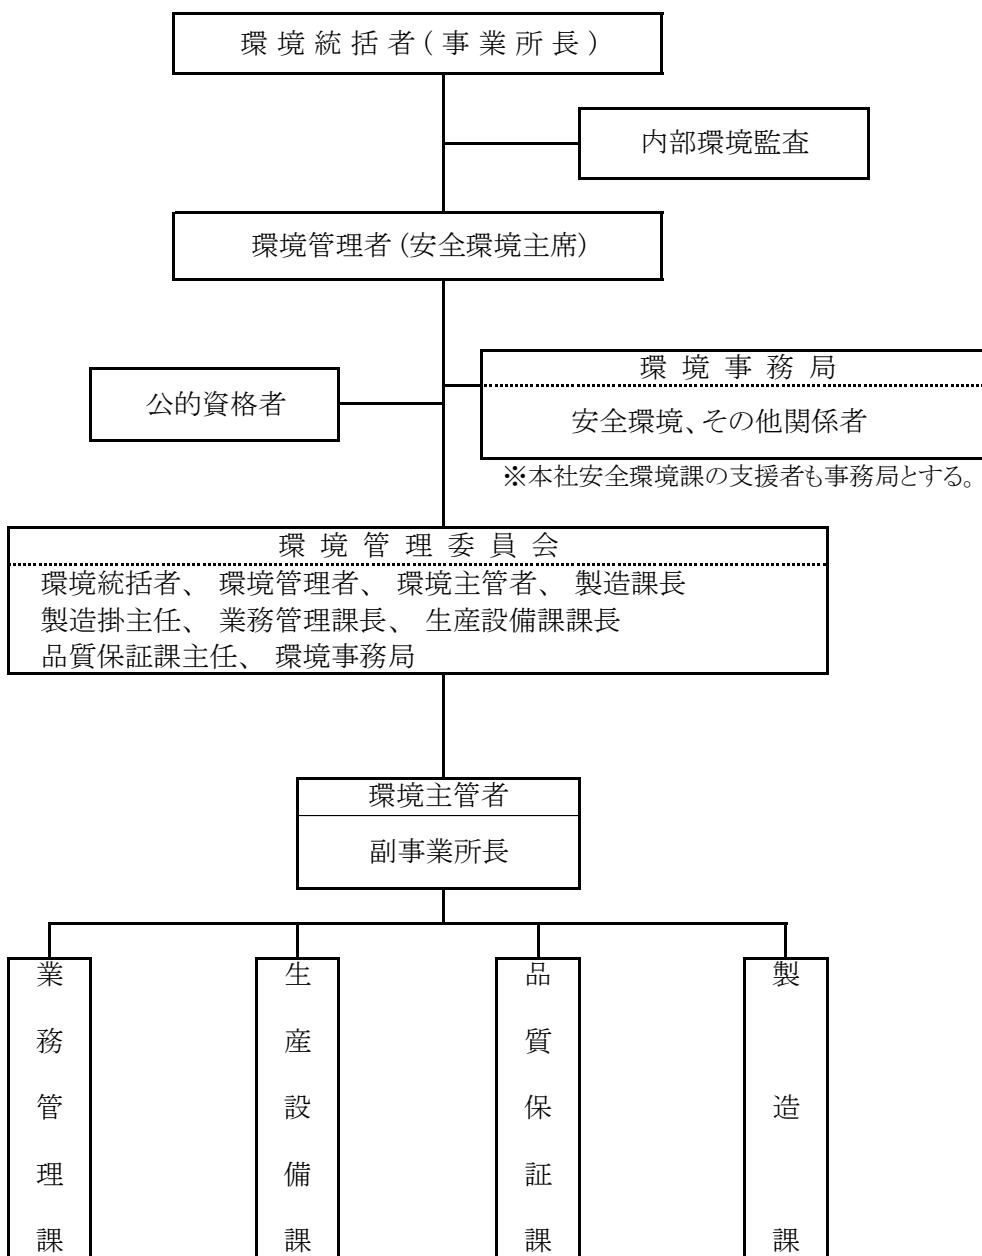 環境統括者(事業所長)
内部環境監査
環境管理者(安全環境主席)
環境事務局
公的資格者
安全環境、その他関係者
※本社安全環境課の支援者も事務局とする。
環境管理委員会
環境統括者、 環境管理者、 環境主管者、 製造課長
製造掛主任、 業務管理課長、 生産設備課課長
品質保証課主任、 環境事務局
環境主管者
副事業所長
業務管理課
生産設備課
品質保証課
製造課